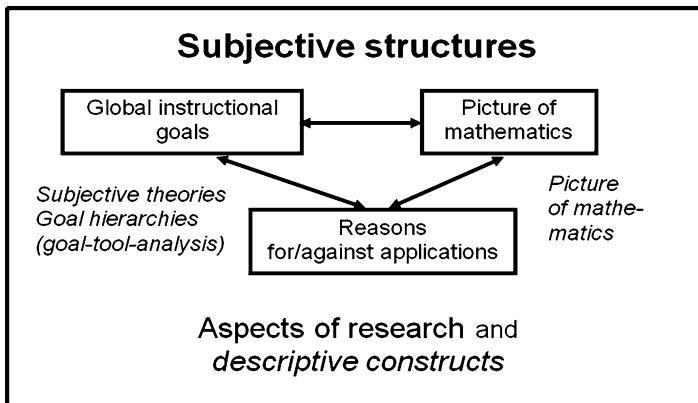 Subjective structures
Global instructional
goals
Picture of
mathematics
Subjective theories
Goal hierarchies
(goal-tool-analysis)
Picture
of mathe-
matics
Reasons
for/against applications
Aspects of research and
descriptive constructs